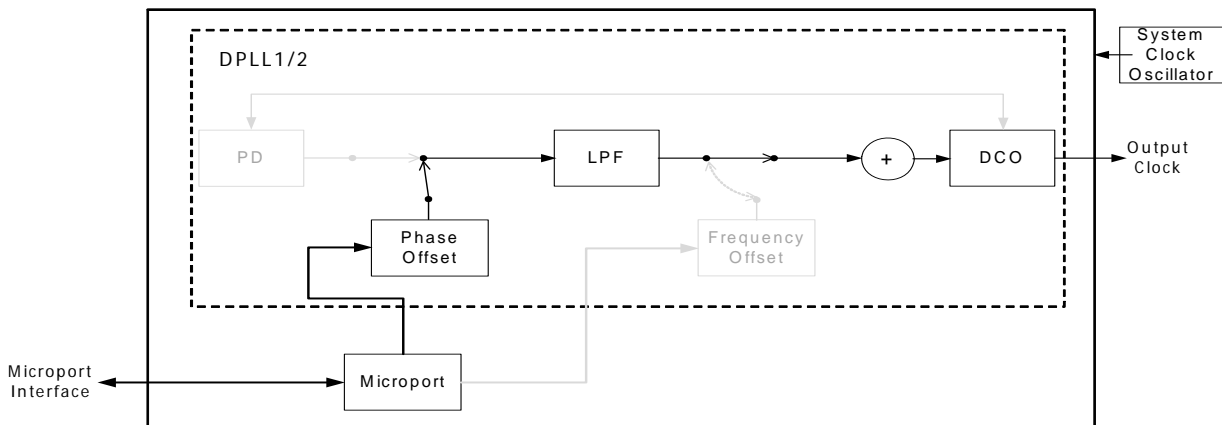 DPLL1/2
System
Clock
Oscillator
PD
LPF
+
DCO
Output
Clock
Phase
Offset
Frequency
Offset
Microport
Interface
Microport